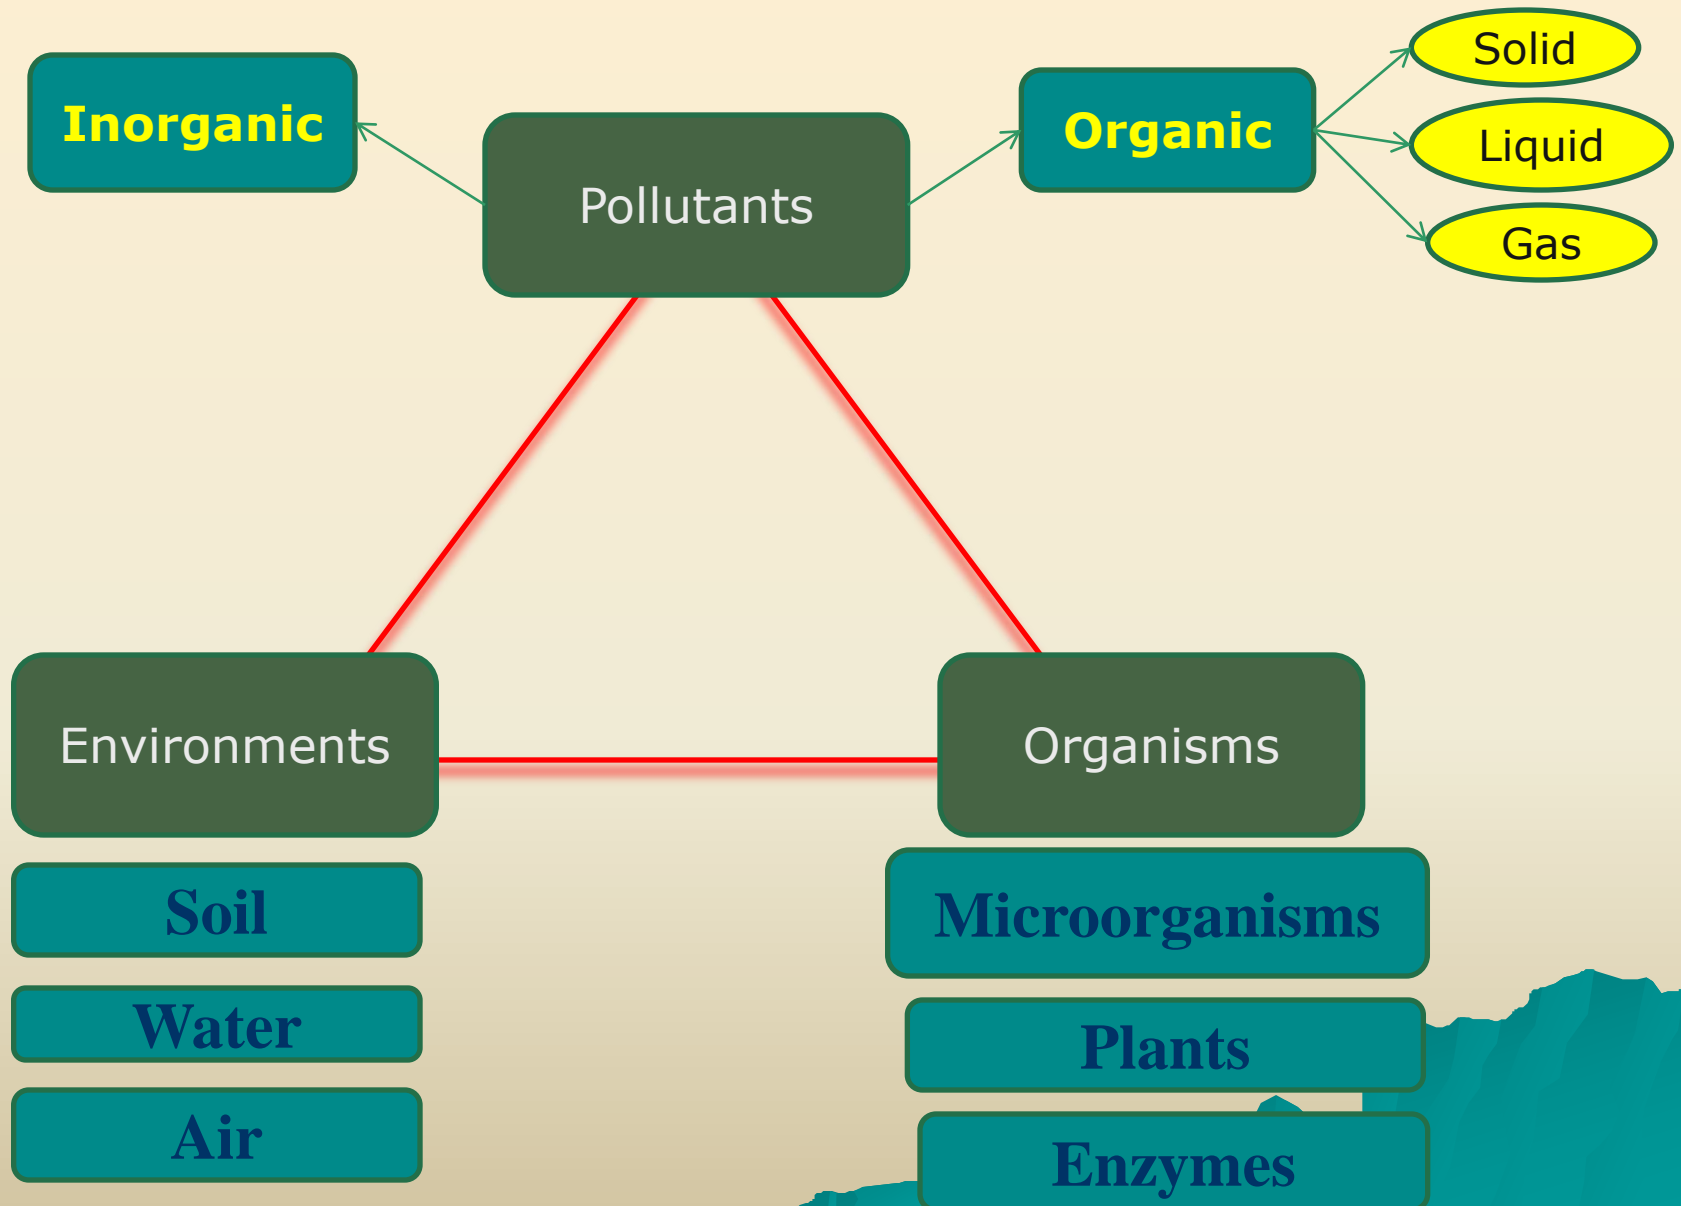 Inorganic
Pollutants
Organic
Solid
Liquid
Gas
Environments
Organisms
Soil
Water
Air
Microorganisms
Plants
Enzymes